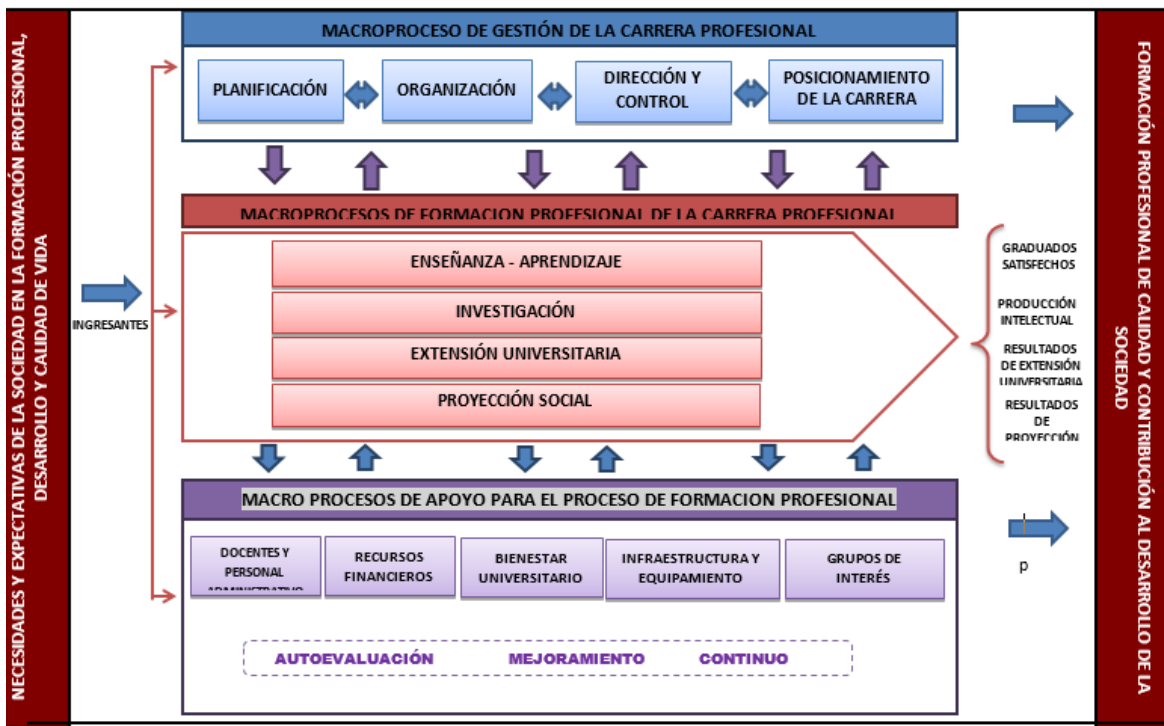 NECESIDADES Y EXPECTATIVAS DE LA SOCIEDAD EN LA FORMACIÓN PROFESIONAL,
DESARROLLO Y CALIDAD DE VIDA
INGRESANTES
MACROPROCESO DE GESTIÓN DE LA CARRERA PROFESIONAL
PLANIFICACIÓN
ORGANIZACIÓN
DIRECCIÓN Y
CONTROL
POSICIONAMIENTO
DE LA CARRERA
MACROPROCESOS DE FORMACION PROFESIONAL DE LA CARRERA PROFESIONAL
ENSEÑANZA - APRENDIZAJE
INVESTIGACIÓN
EXTENSIÓN UNIVERSITARIA
PROYECCIÓN SOCIAL
MACRO PROCESOS DE APOYO PARA EL PROCESO DE FORMACION PROFESIONAL
DOCENTES Y
PERSONAL
ADMINISTRATIVO
RECURSOS
FINANCIEROS
BIENESTAR
UNIVERSITARIO
INFRAESTRUCTURA Y
EQUIPAMIENTO
GRUPOS DE
INTERÉS
AUTOEVALUACIÓN MEJORAMIENTO CONTINUO
GRADUADOS
SATISFECHOS
PRODUCCIÓN
INTELECTUAL
RESULTADOS
DE EXTENSIÓN
UNIVERSITARIA
RESULTADOS
DE
PROYECCIÓN
p
FORMACIÓN PROFESIONAL DE CALIDAD Y CONTRIBUCIÓN AL DESARROLLO DE LA
SOCIEDAD